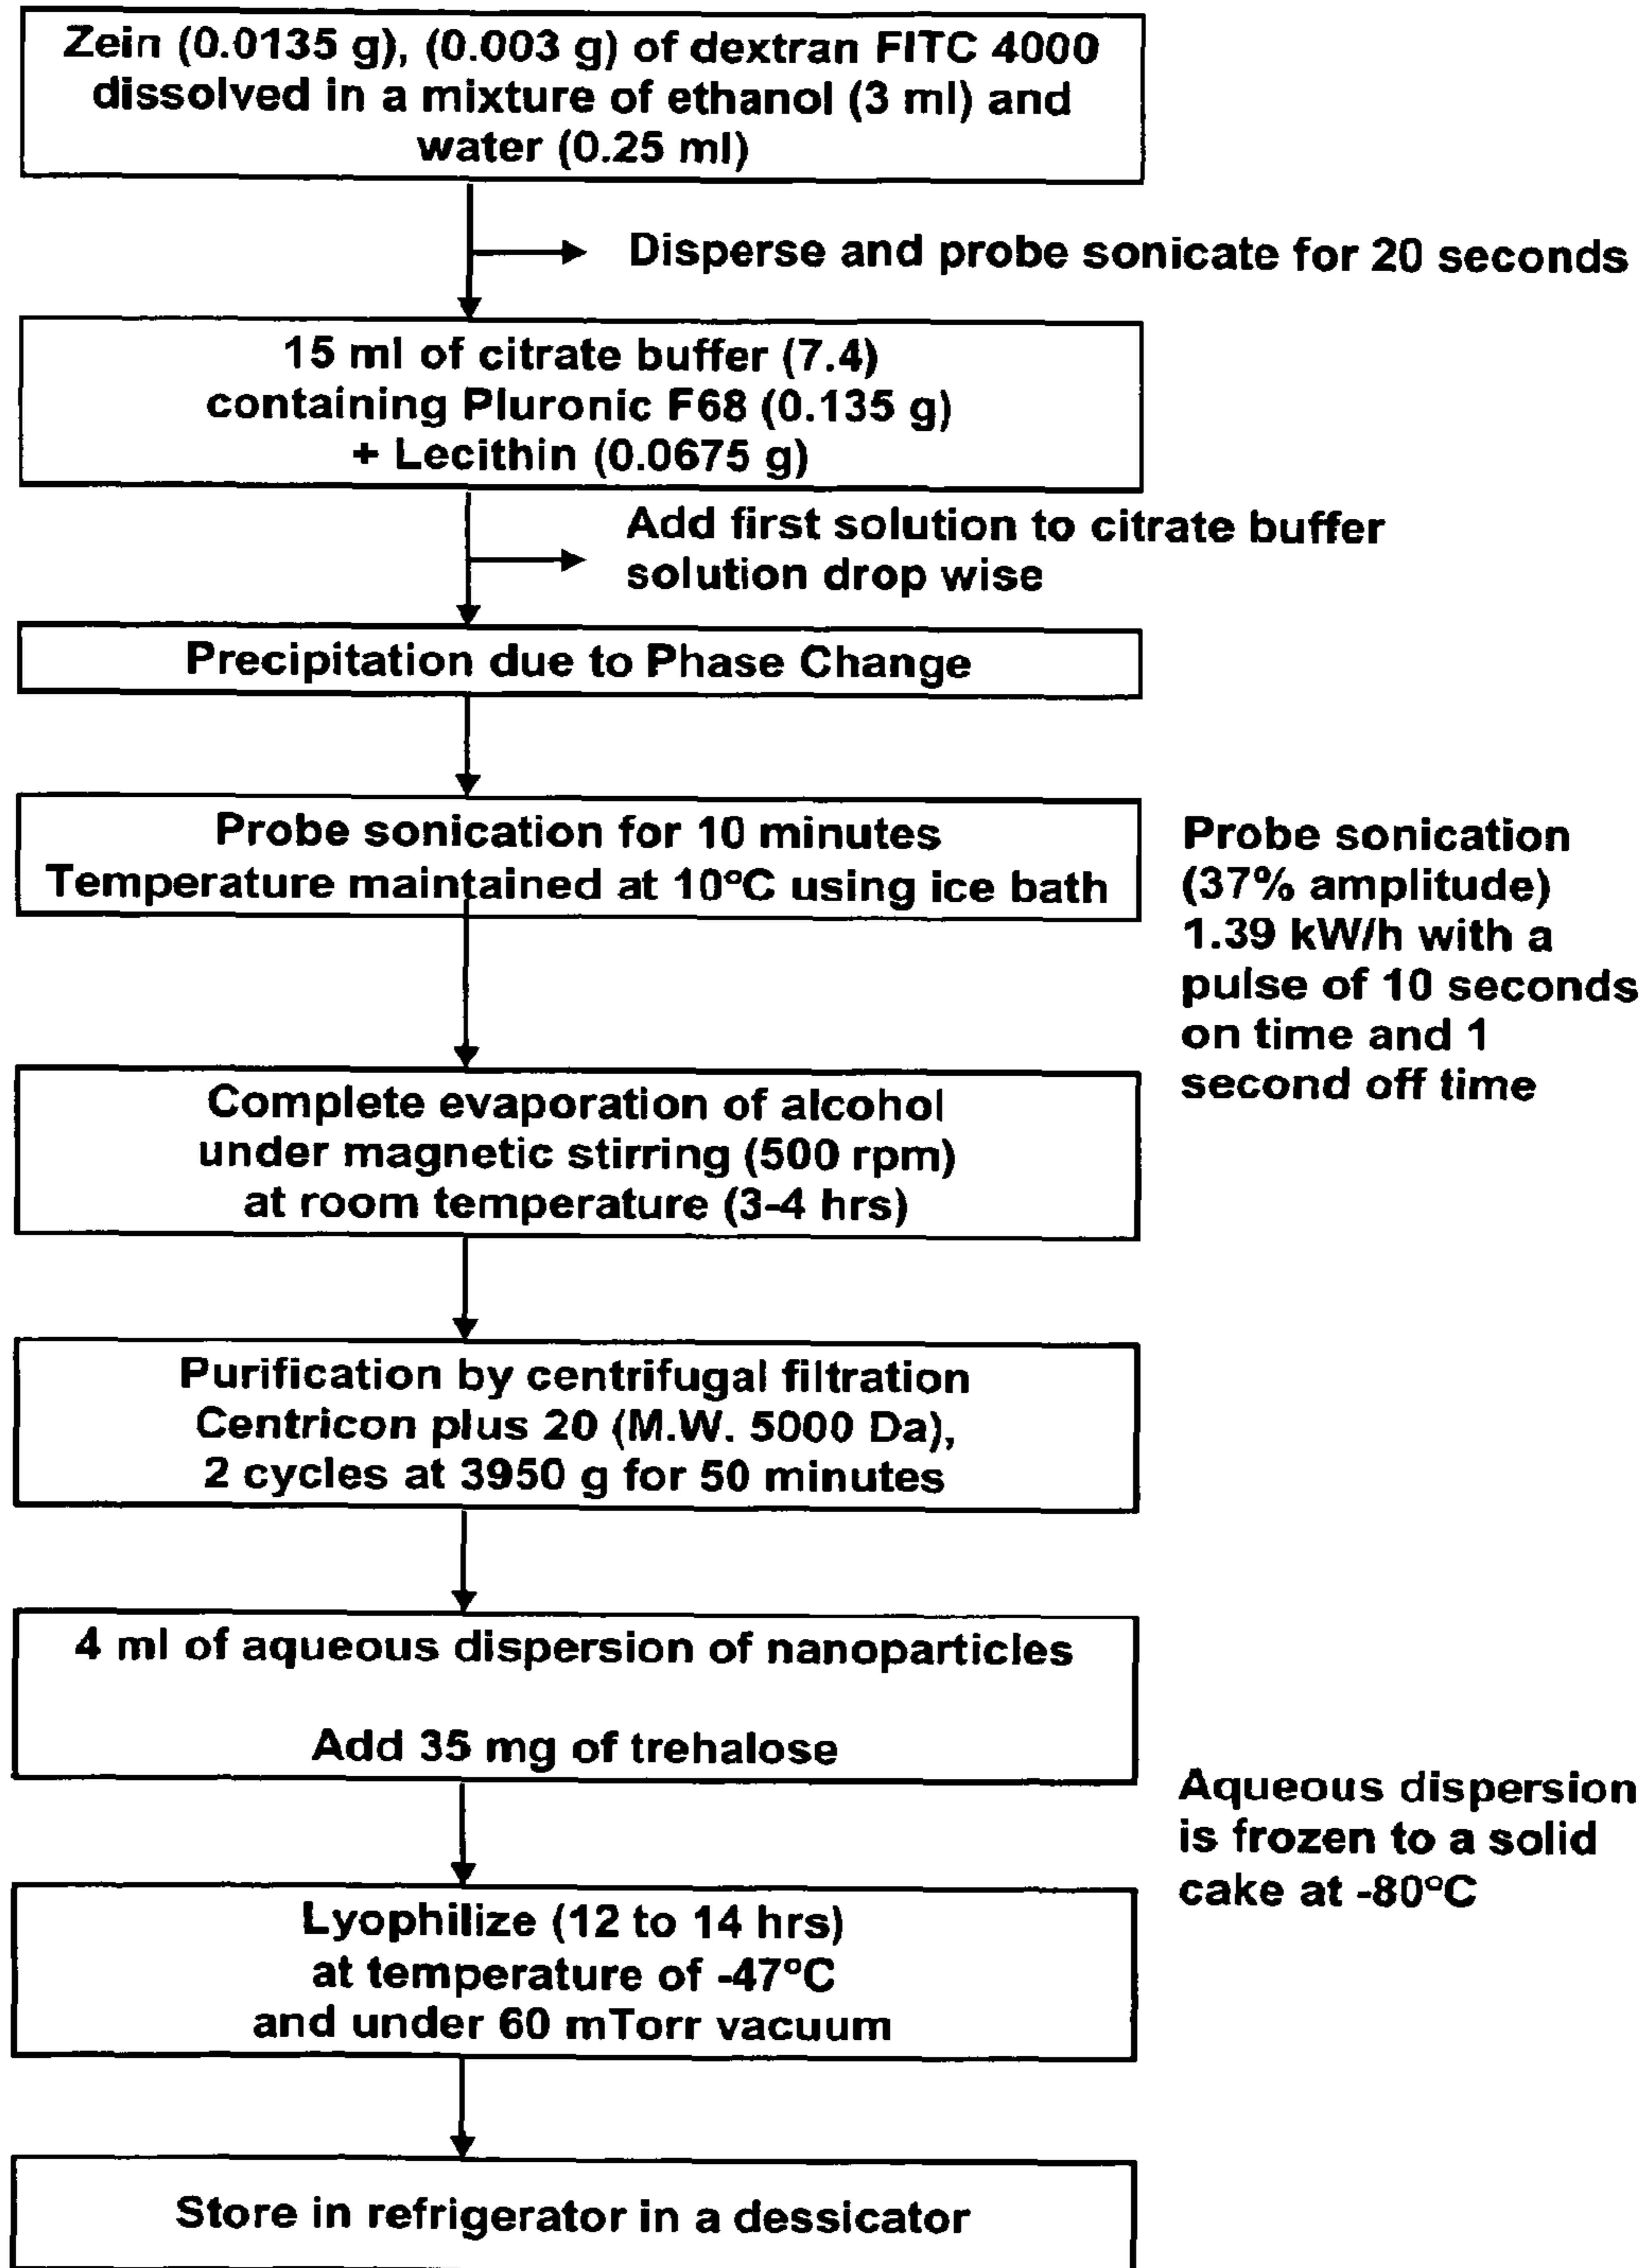 Zein (0.0135 g), (0.003 g) of dextran FITC 4000
dissolved in a mixture of ethanol (3 ml) and
water (0.25 ml)
Disperse and probe sonicate for 20 seconds
15 ml of citrate buffer (7.4)
containing Pluronic F68 (0.135 g)
+ Lecithin (0.0675 g)
Add first solution to citrate buffer
solution drop wise
Precipitation due to Phase Change
Probe sonication for 10 minutes
Temperature maintained at 10ºC using ice bath
Probe sonication
(37% amplitude)
1.39 kW/h with a
pulse of 10 seconds
on time and 1
second off time
Complete evaporation of alcohol
under magnetic stirring (500 rpm)
at room temperature (3-4 hrs)
Purification by centrifugal filtration
Centricon plus 20 (M.W. 5000 Da),
2 cycles at 3950 g for 50 minutes
4 ml of aqueous dispersion of nanoparticles
Add 35 mg of trehalose
Aqueous dispersion
is frozen to a solid
cake at -80ºC
Lyophilize (12 to 14 hrs)
at temperature of -47ºC
and under 60 mTorr vacuum
Store in refrigerator in a dessicator